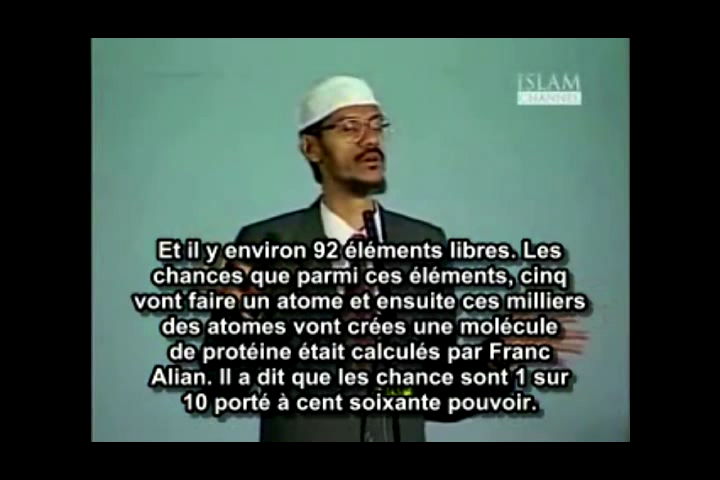 ISLAM
CHANNEL
Et il y environ 92 éléments libres. Les
chances que parmi ces éléments, cinq
vont faire un atome et ensuite ces milliers
des atomes vont crées une molécule
de protéine était calculés par Franc
Alian. Il a dit que les chance sont 1 sur
10 porté à cent soixante pouvoir.